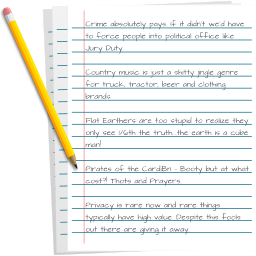 Crime absolutely pays. If it didn't we'd have
to force people into political office like
Jury Duty.
Country music is just a shitty jingle genre
for truck, tractor, beer and clothing
brands.
Flat Earthers are too stupid to realize they
only see 1/6th the truth. the earth is a cube
man!
Pirates of the CardiBn - Booty but at what
cost?! Thots and Prayers.
Privacy is rare now and rare things
typically have high value. Despite this fools
out there are giving it away.